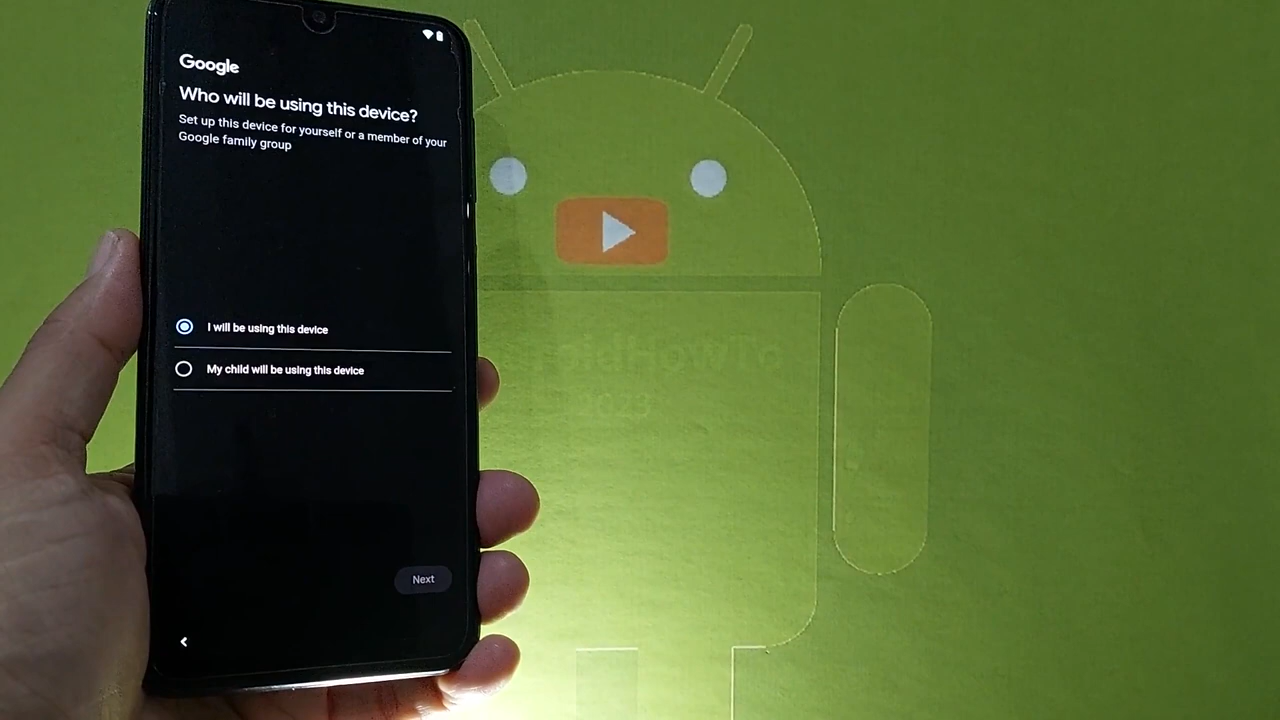 Google
Who will be using this device?
Set up this device for yourself or a member of your
Google family group
I will be using this device
My child will be using this device
Next